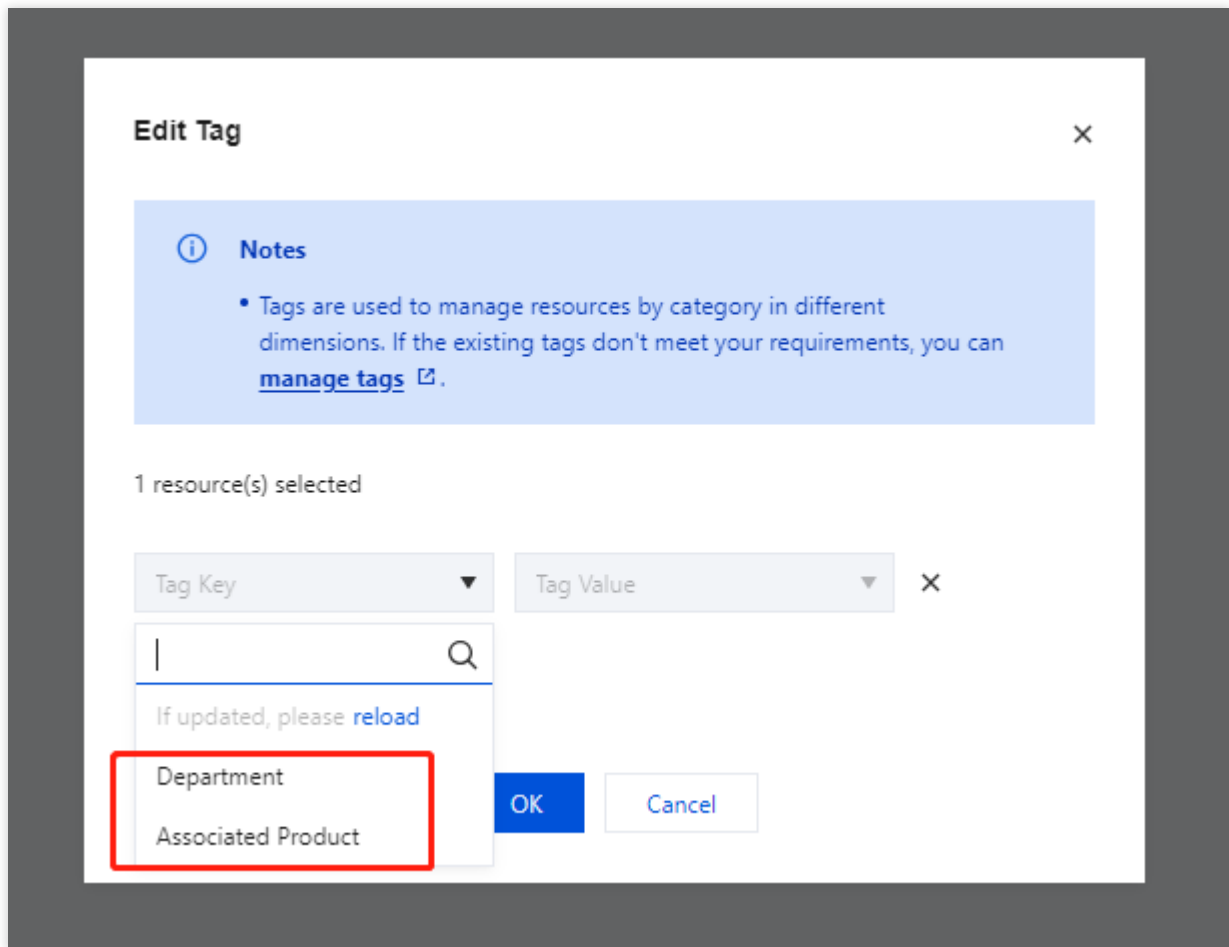 Edit Tag
Notes
• Tags are used to manage resources by category in different
dimensions. If the existing tags don't meet your requirements, you can
manage tags .
1 resource(s) selected
Tag Key Tag Value
If updated, please reload
Department
Associated Product
OK Cancel